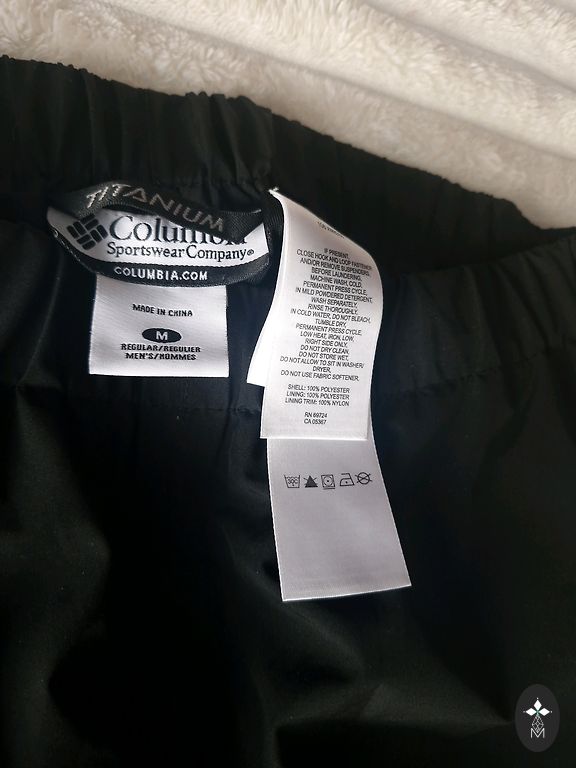 TITANIUM
Columbia
Sportswear Company®
COLUMBIA.COM
MADE IN CHINA
M
REGULAR/REGULIER
MEN'S/HOMMES
IF PRESENT,
CLOSE HOOK AND LOOP FASTENER
AND/OR REMOVE SUSPENDERS,
BEFORE LAUNDERING,
MACHINE WASH, COLD,
PERMANENT PRESS CYCLE,
IN MILD POWDERED DETERGENT,
WASH SEPARATELY,
RINSE THOROUGHLY,
IN COLD WATER, DO NOT BLEACH,
TUMBLE DRY,
PERMANENT PRESS CYCLE,
LOW HEAT, IRON, LOW,
RIGHT SIDE ONLY,
DO NOT DRY CLEAN,
DO NOT STORE WET,
DO NOT ALLOW TO SIT IN WASHER/
DRYER,
DO NOT USE FABRIC SOFTENER.
SHELL: 100% POLYESTER
LINING: 100% POLYESTER
LINING TRIM: 100% NYLON
RN 69724
CA 05367
30C